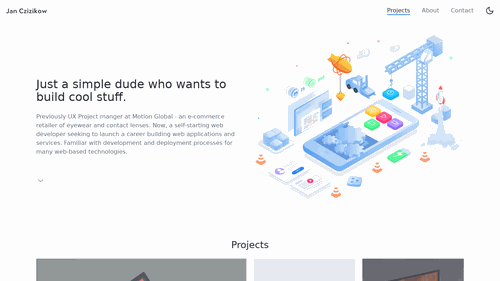 Jan Czizikow
Projects
About
Contact
Just a simple dude who wants to
build cool stuff.
Previously UX Project manger at Motion Global - an e-commerce
retailer of eyewear and contact lenses. Now, a self-starting web
developer seeking to launch a career building web applications and
services. Familiar with development and deployment processes for
many web-based technologies.
Projects